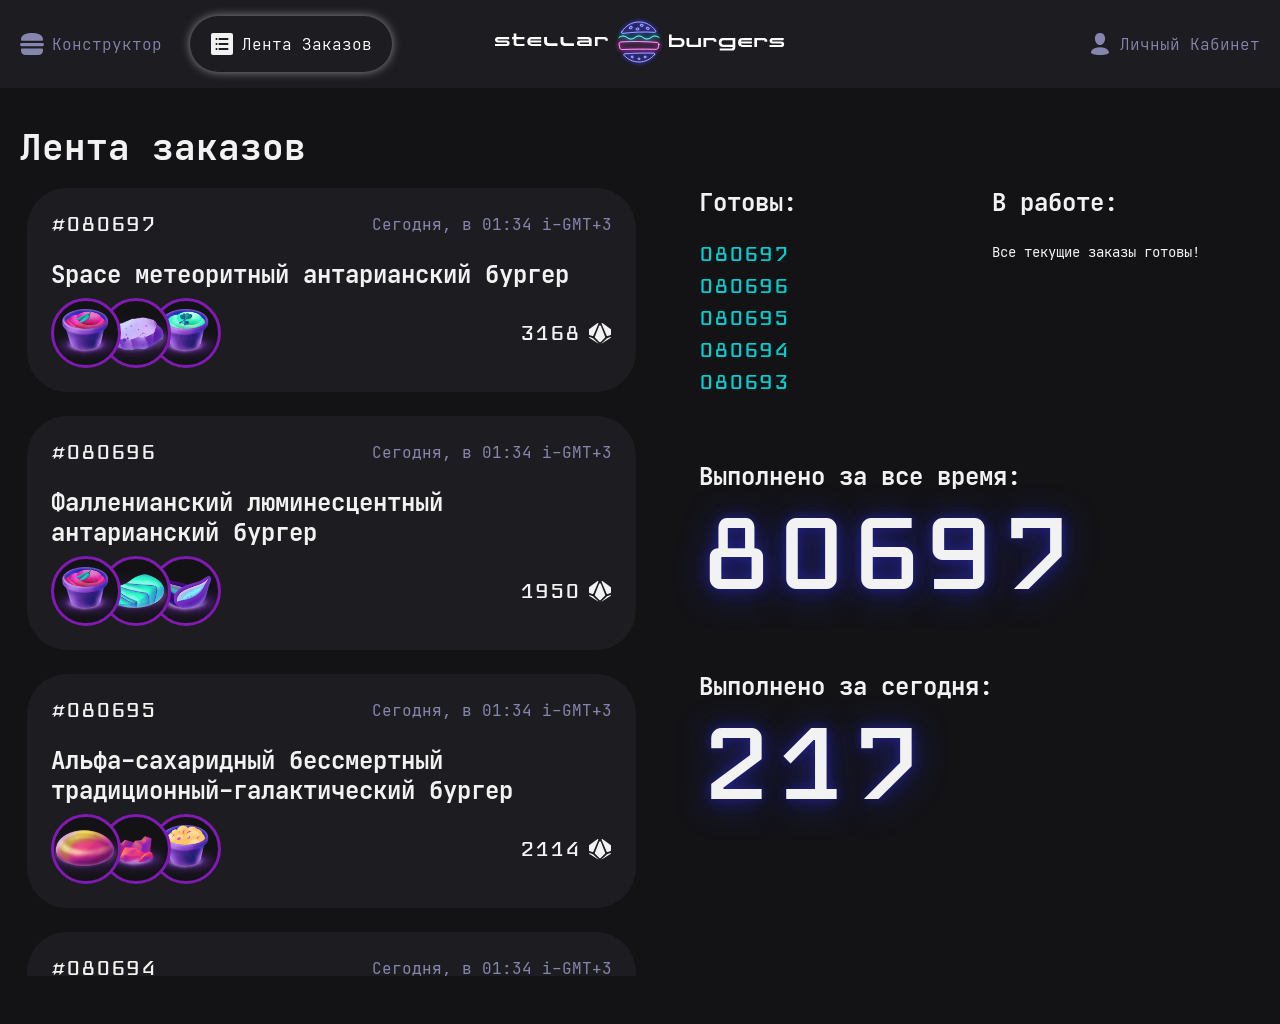 Конструктор
Лента Заказов
stellar burgers
Личный Кабинет
Лента заказов
#080697
Сегодня, в 01:34 i-GMT+3
Space метеоритный антарианский бургер
3168
#080696
Сегодня, в 01:34 i-GMT+3
Фалленианский люминесцентный
антарианский бургер
1950
#080695
Сегодня, в 01:34 i-GMT+3
Альфа-сахаридный бессмертный
традиционный-галактический бургер
2114
#080694
Сегодня, в 01:34 i-GMT+3
Готовы:
080697
080696
080695
080694
080693
В работе:
Все текущие заказы готовы!
Выполнено за все время:
80697
Выполнено за сегодня:
217